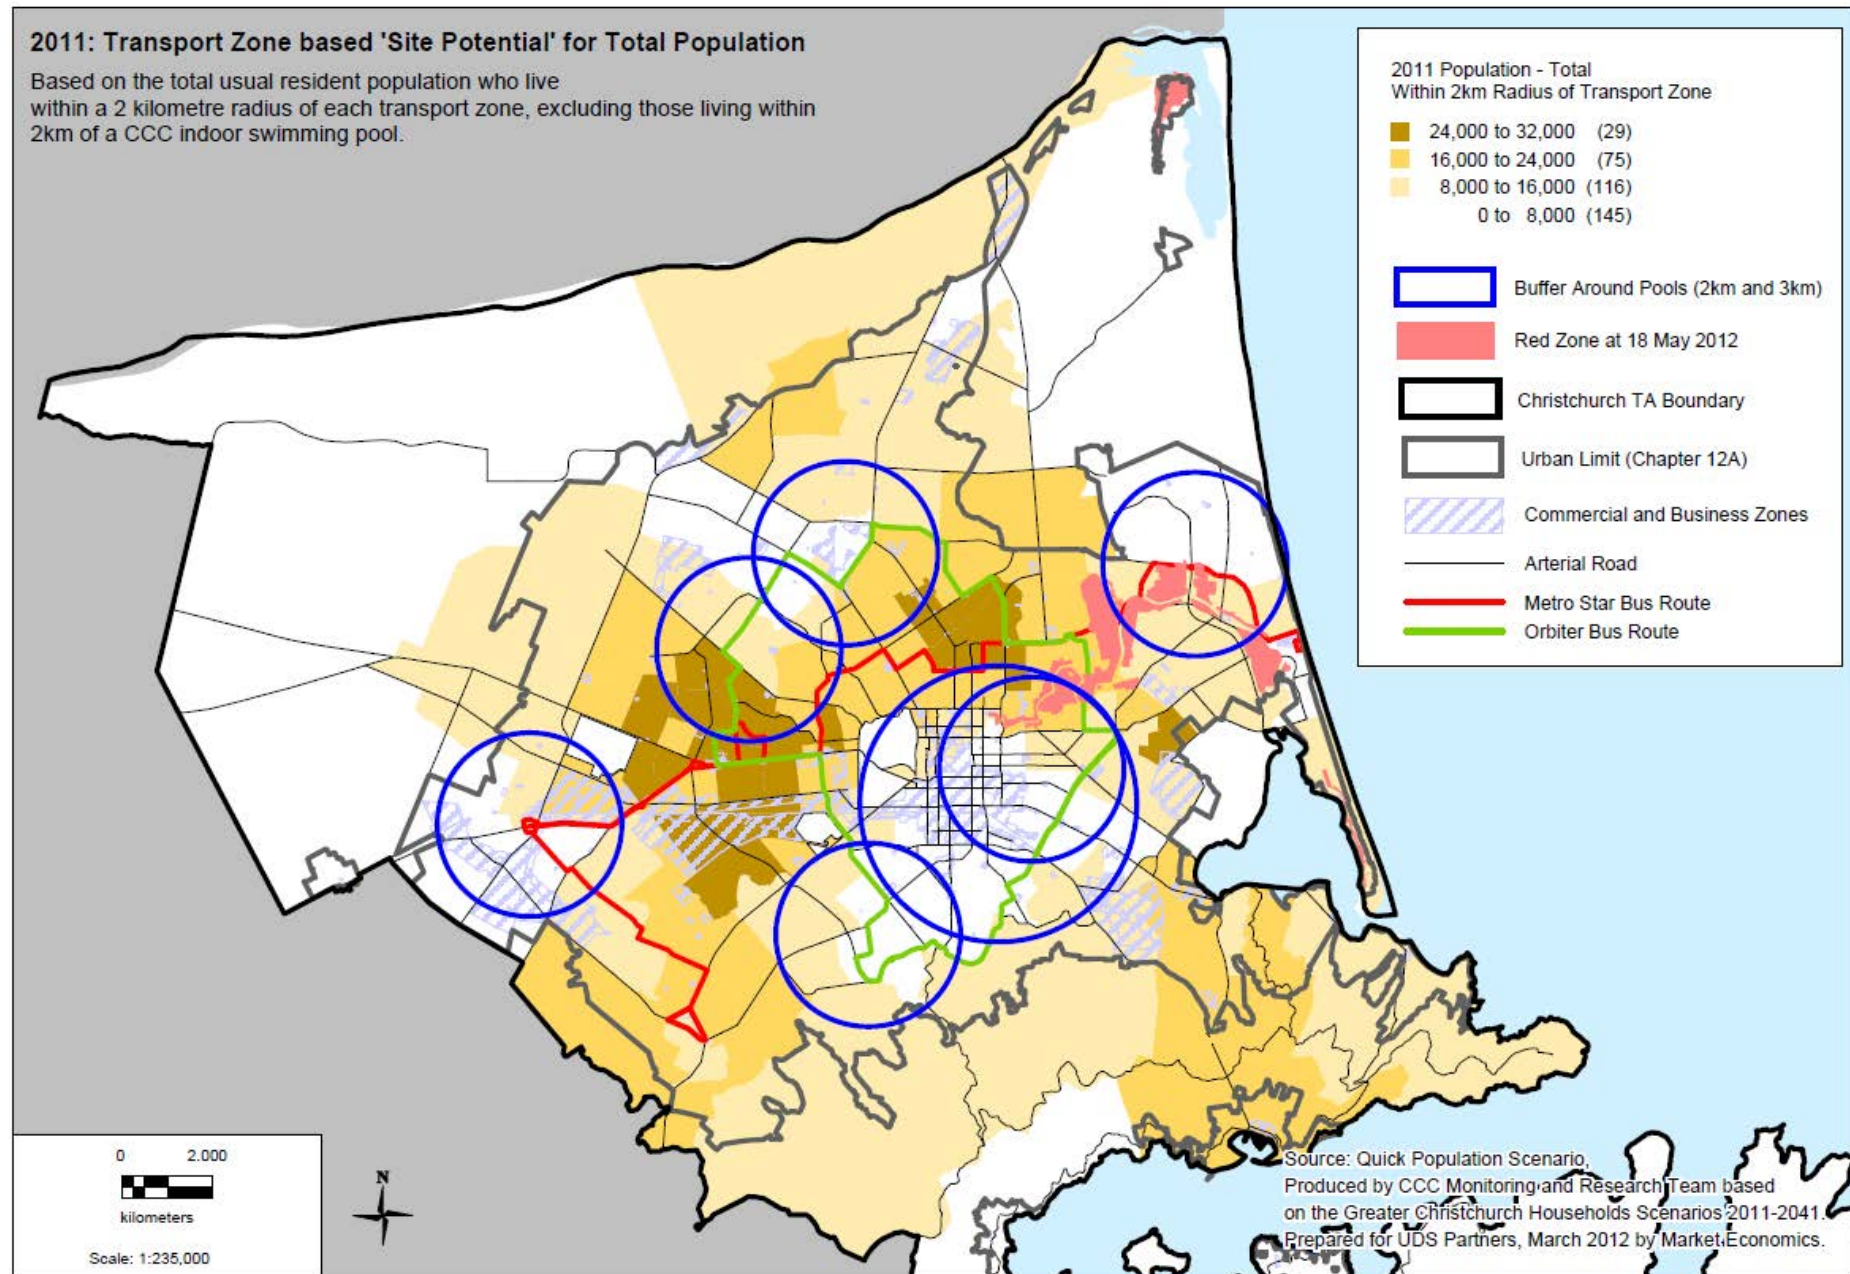 2011: Transport Zone based 'Site Potential' for Total Population
Based on the total usual resident population who live
within a 2 kilometre radius of each transport zone, excluding those living within
2km of a CCC indoor swimming pool.
2011 Population - Total
Within 2km Radius of Transport Zone
24,000 to 32,000 (29)
16,000 to 24,000 (75)
8,000 to 16,000 (116)
0 to 8,000 (145)
Buffer Around Pools (2km and 3km)
Red Zone at 18 May 2012
Christchurch TA Boundary
Urban Limit (Chapter 12A)
Commercial and Business Zones
Arterial Road
Metro Star Bus Route
Orbiter Bus Route
0 2.000
kilometers
Scale: 1:235,000
N
Source: Quick Population Scenario,
Produced by CCC Monitoring and Research Team based
on the Greater Christchurch Households Scenarios 2011-2041.
Prepared for UDS Partners, March 2012 by Market Economics.